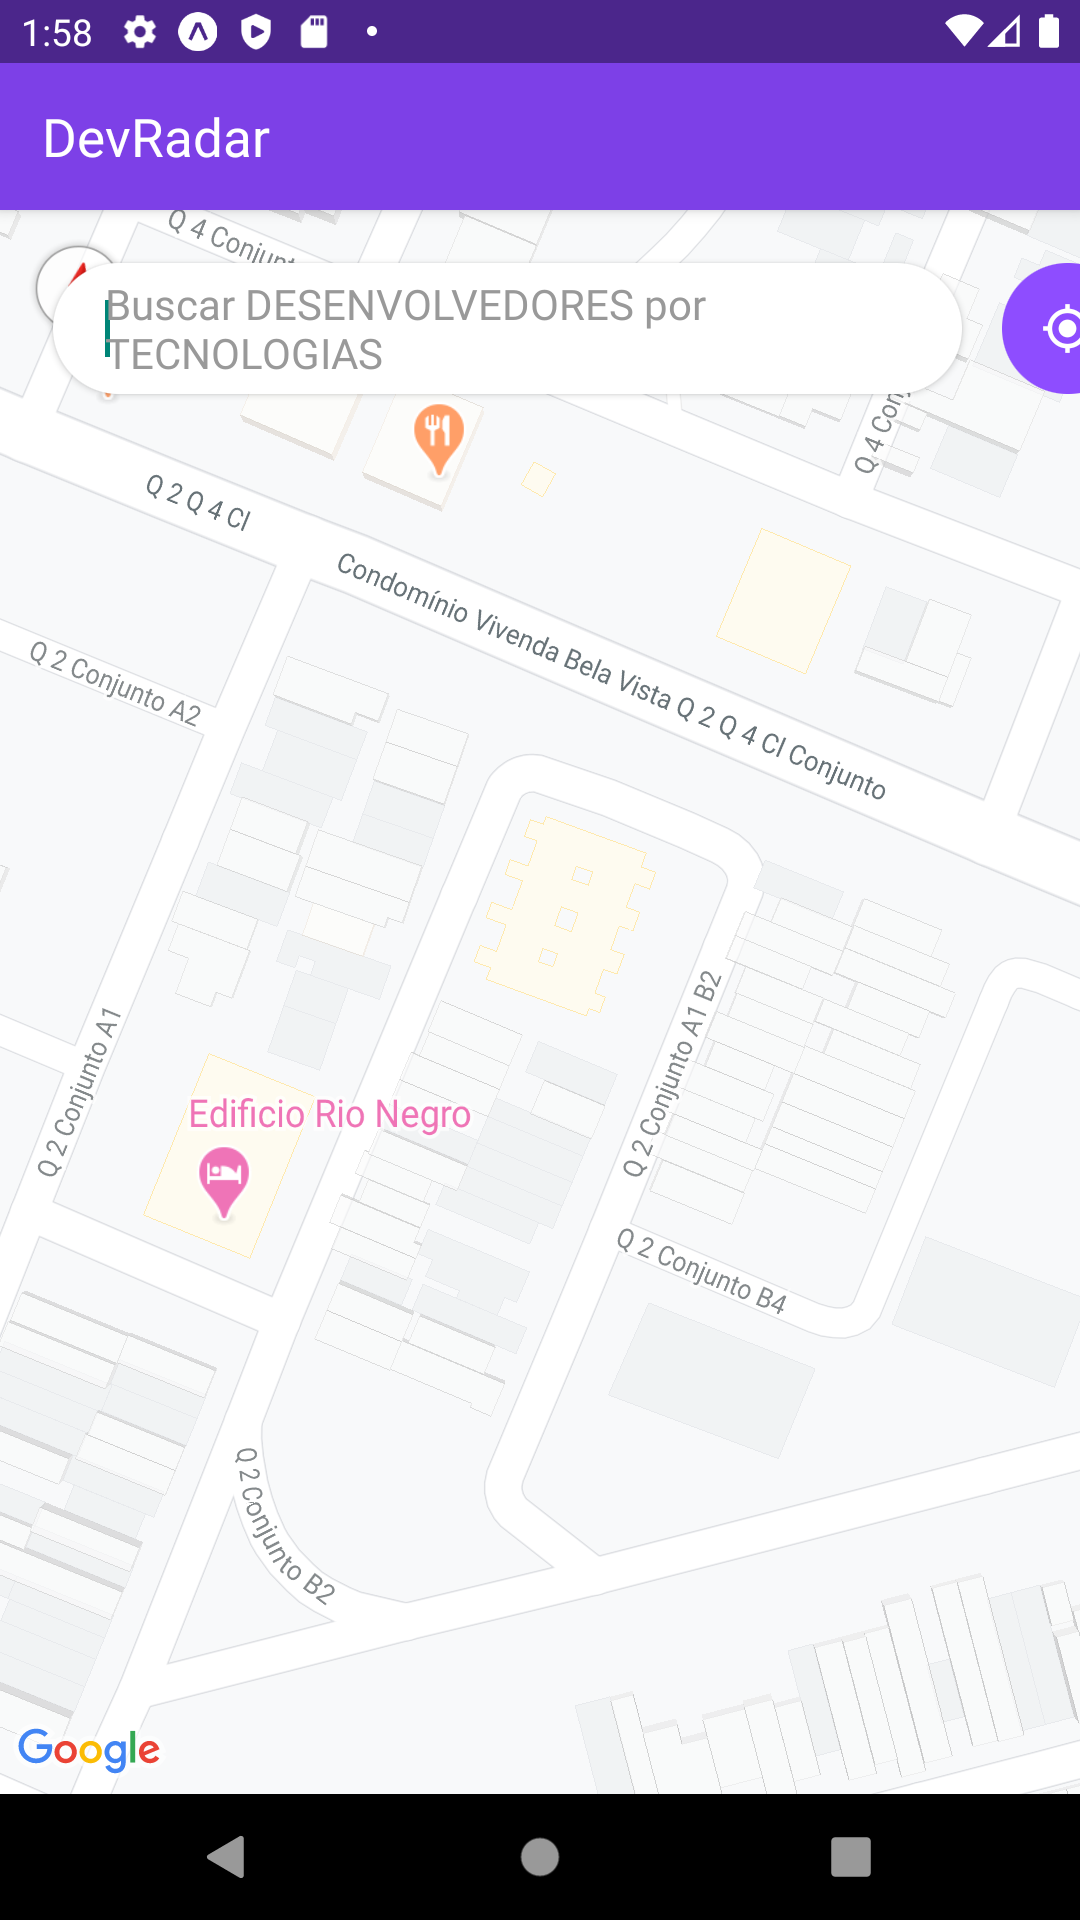 1:58
DevRadar
Q 4 Conjunt
Buscar DESENVOLVEDORES por
TECNOLOGIAS
Q 4 Con
Q 2 Q 4 Cl
Condomínio Vivenda Bela Vista Q 2 Q 4 Cl Conjunto
Q 2 Conjunto A2
Q 2 Conjunto A1
Q 2 Conjunto A1 B2
Edificio Rio Negro
Q 2 Conjunto B4
Q 2 Conjunto B2
Google